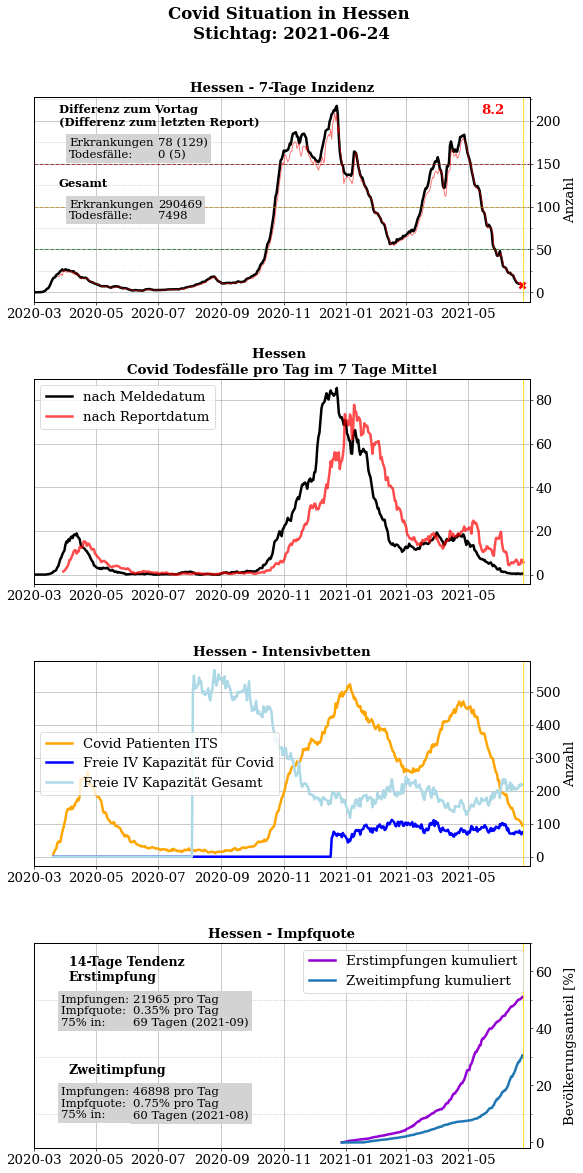 Covid Situation in Hessen
Stichtag: 2021-06-24
Hessen - 7-Tage Inzidenz
Differenz zum Vortag
(Differenz zum letzten Report)
Erkrankungen 78 (129)
Todesfälle: 0 (5)
Gesamt
Erkrankungen 290469
Todesfälle: 7498
8.2
200
150
100
50
0
Anzahl
2020-03 2020-05 2020-07 2020-09 2020-11 2021-01 2021-03 2021-05
Hessen
Covid Todesfälle pro Tag im 7 Tage Mittel
nach Meldedatum
nach Reportdatum
80
60
40
20
0
2020-03 2020-05 2020-07 2020-09 2020-11 2021-01 2021-03 2021-05
Hessen - Intensivbetten
Covid Patienten ITS
Freie IV Kapazität für Covid
Freie IV Kapazität Gesamt
500
400
300
200
100
0
Anzahl
2020-03 2020-05 2020-07 2020-09 2020-11 2021-01 2021-03 2021-05
Hessen - Impfquote
14-Tage Tendenz
Erstimpfung
Impfungen: 21965 pro Tag
Impfquote: 0.35% pro Tag
75% in: 69 Tagen (2021-09)
Zweitimpfung
Impfungen: 46898 pro Tag
Impfquote: 0.75% pro Tag
75% in: 60 Tagen (2021-08)
Erstimpfungen kumuliert
Zweitimpfung kumuliert
60
40
20
0
Bevölkerungsanteil [%]
2020-03 2020-05 2020-07 2020-09 2020-11 2021-01 2021-03 2021-05